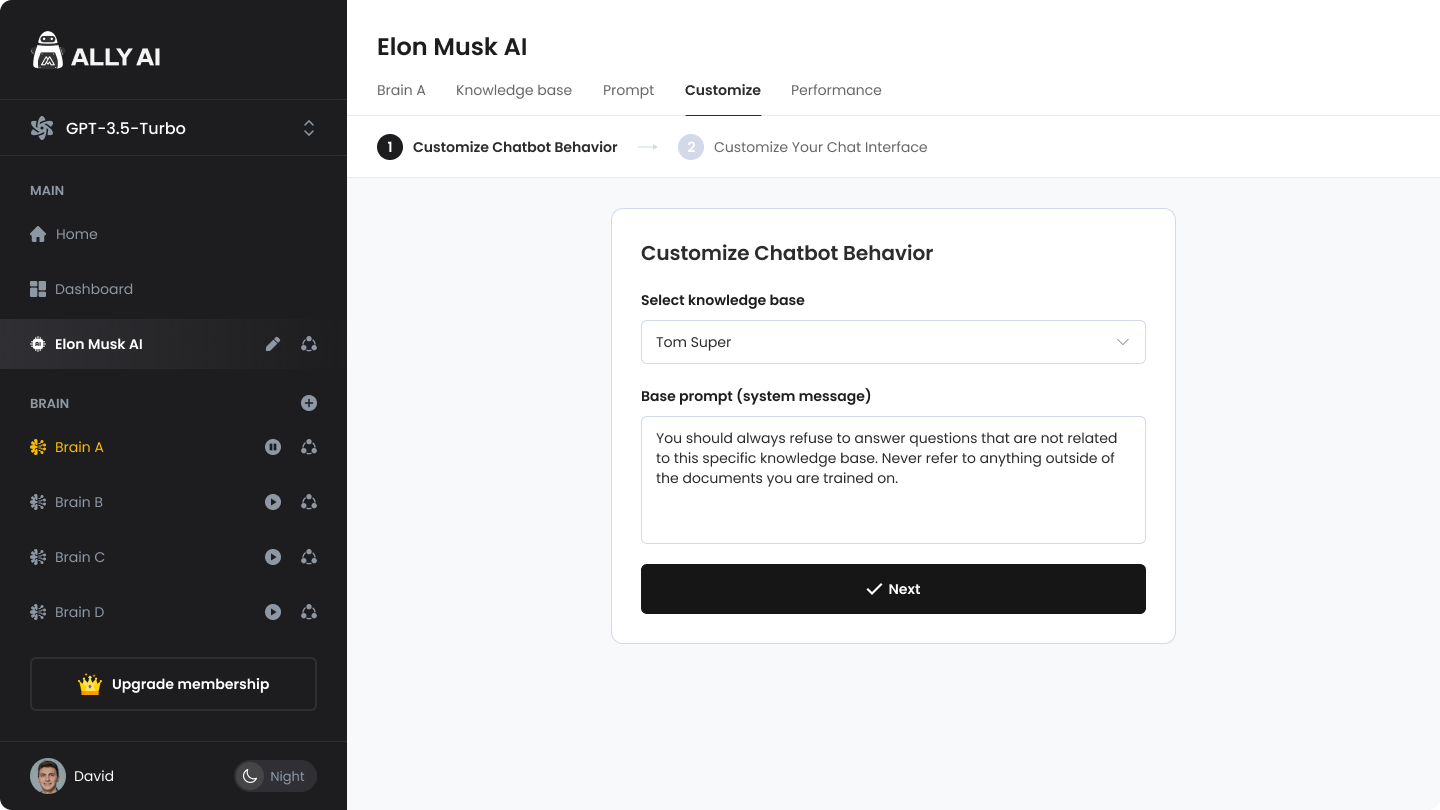 ALLY AI
GPT-3.5-Turbo
MAIN
Home
Dashboard
Elon Musk AI
BRAIN
Brain A
Brain B
Brain C
Brain D
Upgrade membership
David
Night
Elon Musk AI
Brain A
Knowledge base
Prompt
Customize
Performance
1 Customize Chatbot Behavior
2 Customize Your Chat Interface
Customize Chatbot Behavior
Select knowledge base
Tom Super
Base prompt (system message)
You should always refuse to answer questions that are not related
to this specific knowledge base. Never refer to anything outside of
the documents you are trained on.
Next